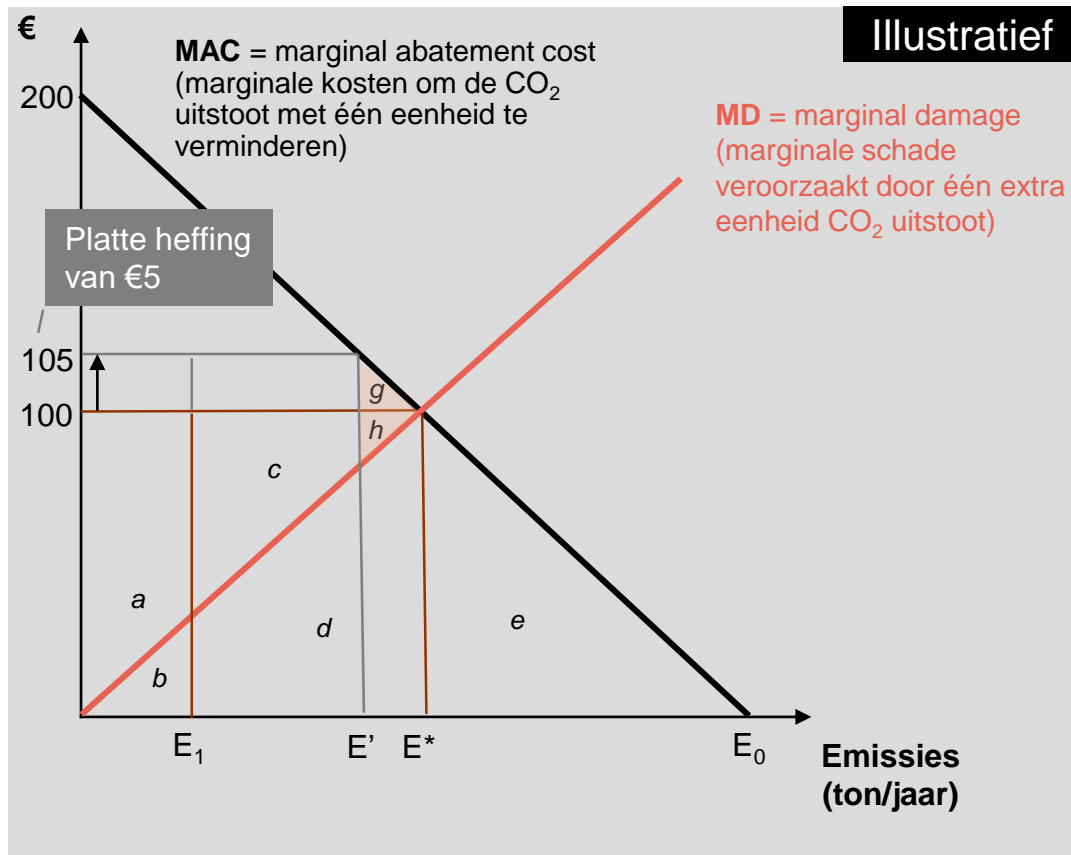 €
Illustratief
MAC = marginal abatement cost
(marginale kosten om de CO₂
uitstoot met één eenheid te
verminderen)
200
MD = marginal damage
(marginale schade
veroorzaakt door één extra
eenheid CO₂ uitstoot)
Platte heffing
van €5
105
100
g
h
c
a
d
e
b
E₁
E’
E*
E₀
Emissies
(ton/jaar)